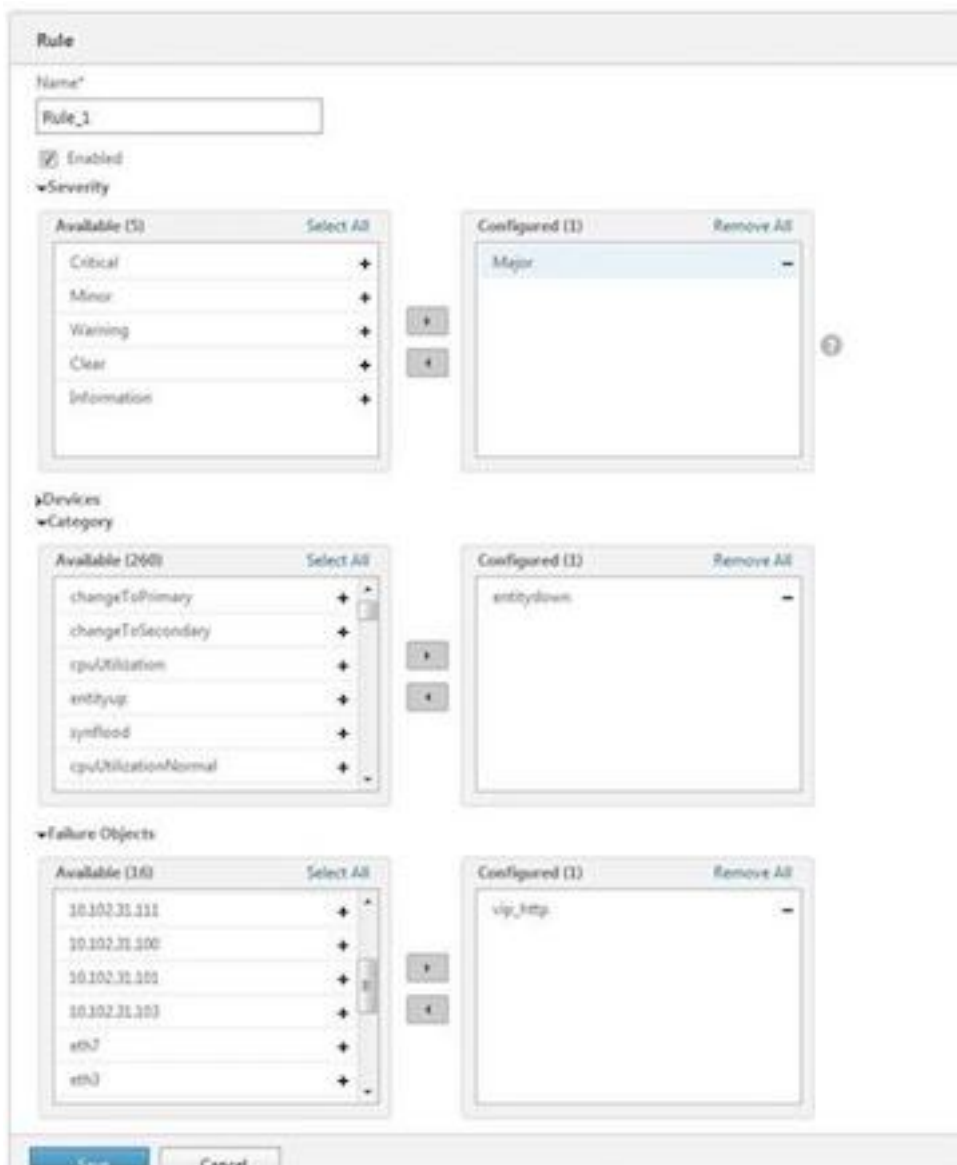 Rule
Name*
Rule_1
Enabled
Severity
Available (5) Select All
Critical
Minor
Warning
Clear
Information
Configured (1) Remove All
Major
?
Devices
Category
Available (260) Select All
changeToPrimary
changeToSecondary
cpuUtilization
entityup
synflood
cpuUtilizationNormal
Configured (1) Remove All
entitydown
Failure Objects
Available (16) Select All
10.102.31.111
10.102.31.100
10.102.31.101
10.102.31.103
eth7
eth3
Configured (1) Remove All
vip_http
Save Cancel